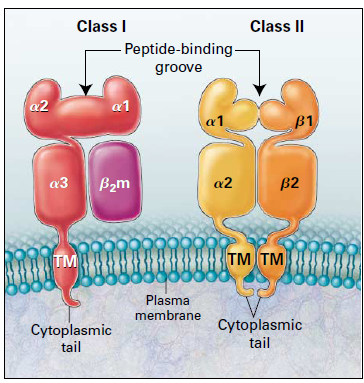 Class I
Class II
Peptide-binding
groove
α2
α1
α1
β1
α3
β₂m
α2
β2
TM
TM
TM
Plasma
membrane
Cytoplasmic
tail
Cytoplasmic
tail